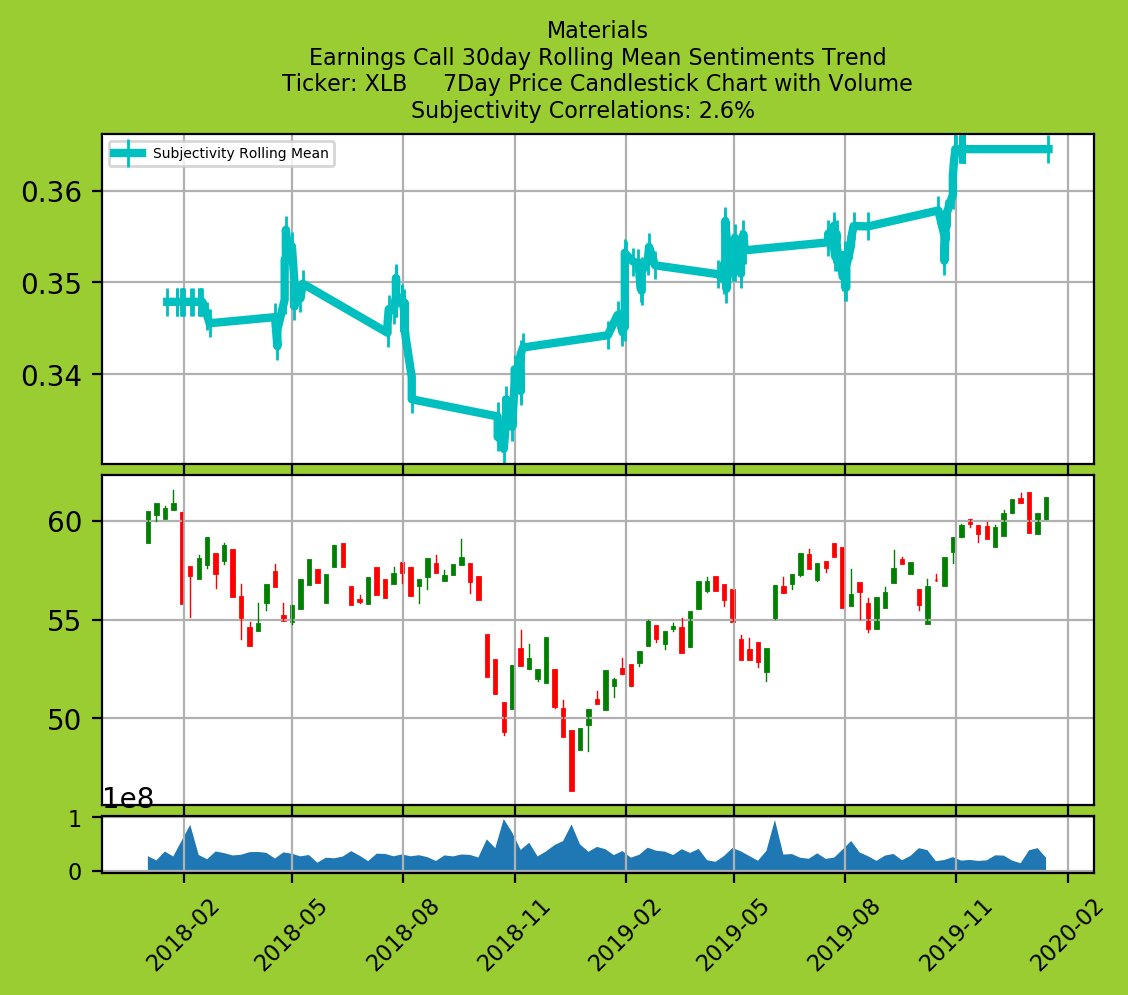 Materials
Earnings Call 30day Rolling Mean Sentiments Trend
Ticker: XLB     7Day Price Candlestick Chart with Volume
Subjectivity Correlations: 2.6%
Subjectivity Rolling Mean
0.36
0.35
0.34
60
55
50
1e8
1
0
2018-02
2018-05
2018-08
2018-11
2019-02
2019-05
2019-08
2019-11
2020-02